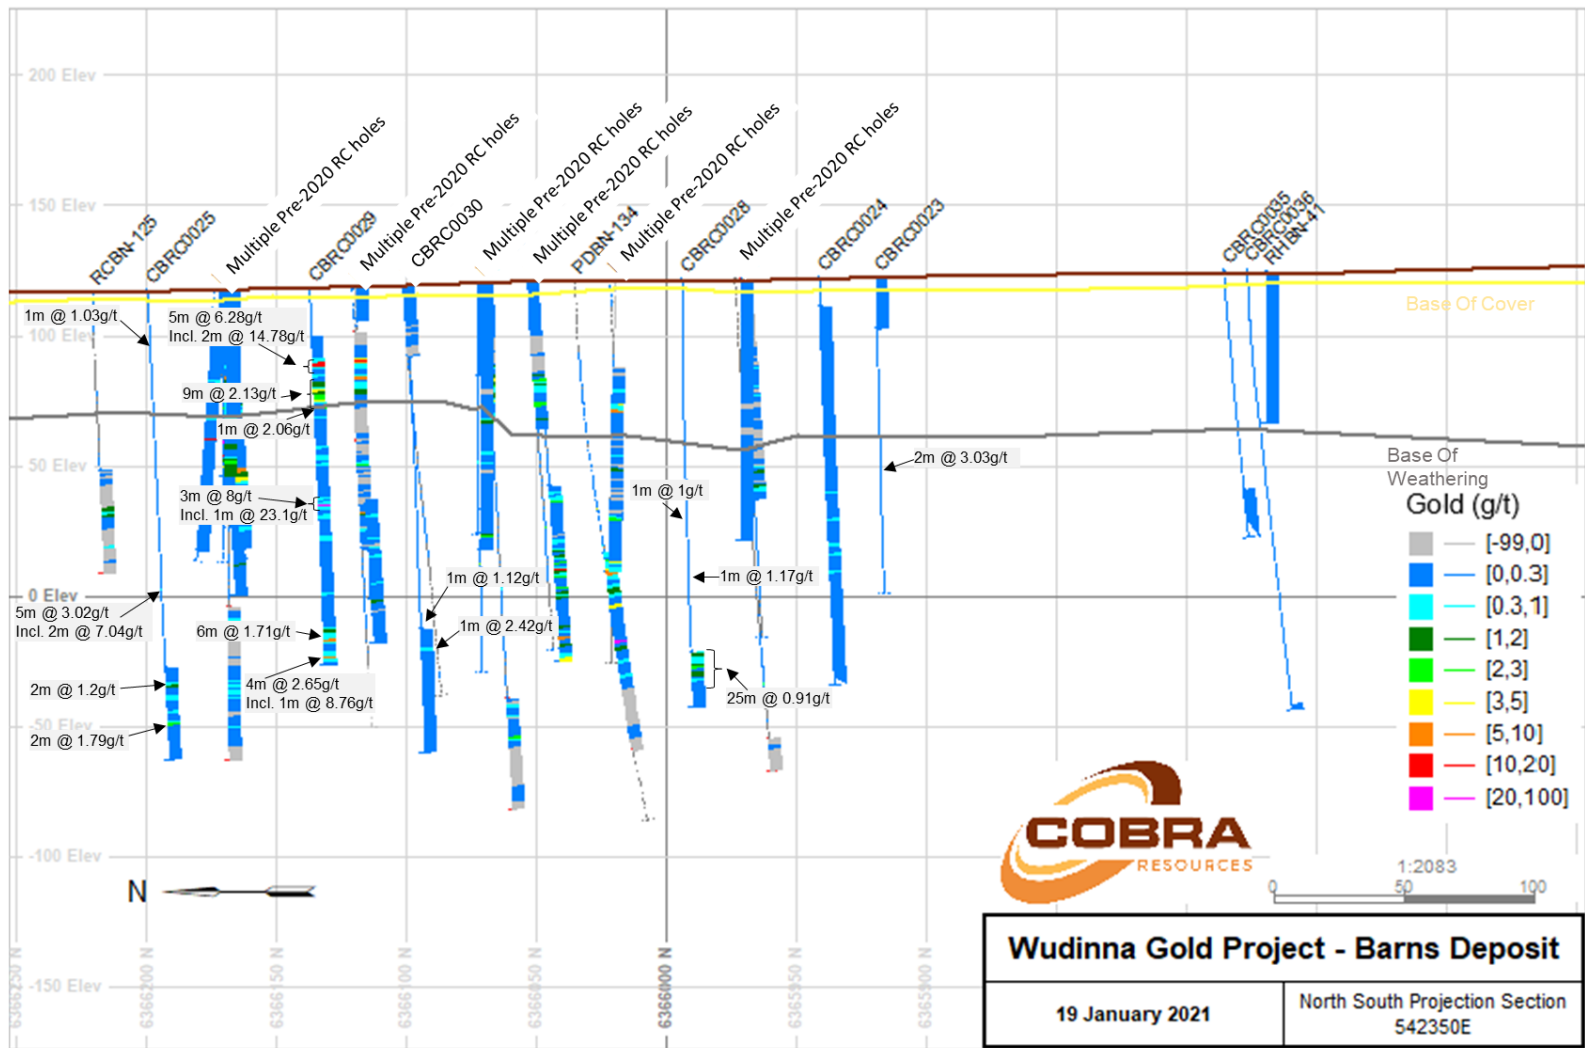 200 Elev
150 Elev
100 Elev
50 Elev
0 Elev
-50 Elev
-100 Elev
-150 Elev
RCBN-125
CBRC0025
Multiple Pre-2020 RC holes
CBRC0029
Multiple Pre-2020 RC holes
CBRC0030
Multiple Pre-2020 RC holes
Multiple Pre-2020 RC holes
PDBN-134
Multiple Pre-2020 RC holes
CBRC0028
Multiple Pre-2020 RC holes
CBRC0024
CBRC0023
CBRC0035
CBRC0036
RHBN-41
1m @ 1.03g/t
5m @ 6.28g/t
Incl. 2m @ 14.78g/t
9m @ 2.13g/t
1m @ 2.06g/t
3m @ 8g/t
Incl. 1m @ 23.1g/t
5m @ 3.02g/t
Incl. 2m @ 7.04g/t
6m @ 1.71g/t
4m @ 2.65g/t
Incl. 1m @ 8.76g/t
2m @ 1.2g/t
2m @ 1.79g/t
1m @ 1.12g/t
1m @ 2.42g/t
1m @ 1g/t
1m @ 1.17g/t
25m @ 0.91g/t
2m @ 3.03g/t
Base Of Cover
Base Of
Weathering
Gold (g/t)
[-99,0]
[0,0.3]
[0.3,1]
[1,2]
[2,3]
[3,5]
[5,10]
[10,20]
[20,100]
N
COBRA
RESOURCES
1:2083
0
50
100
6366250 N
6366200 N
6366150 N
6366100 N
6366050 N
6366000 N
6365950 N
6365900 N
Wudinna Gold Project - Barns Deposit
19 January 2021
North South Projection Section
542350E